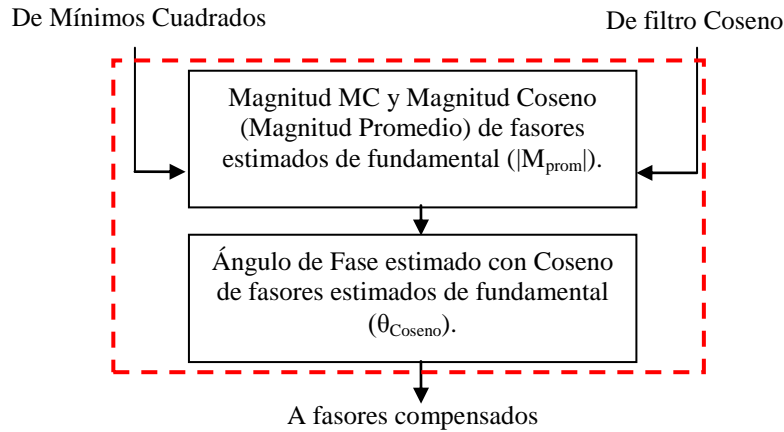 De Mínimos Cuadrados
De filtro Coseno
Magnitud MC y Magnitud Coseno
(Magnitud Promedio) de fasores
estimados de fundamental (|Mprom|).
Ángulo de Fase estimado con Coseno
de fasores estimados de fundamental
(θCoseno).
A fasores compensados